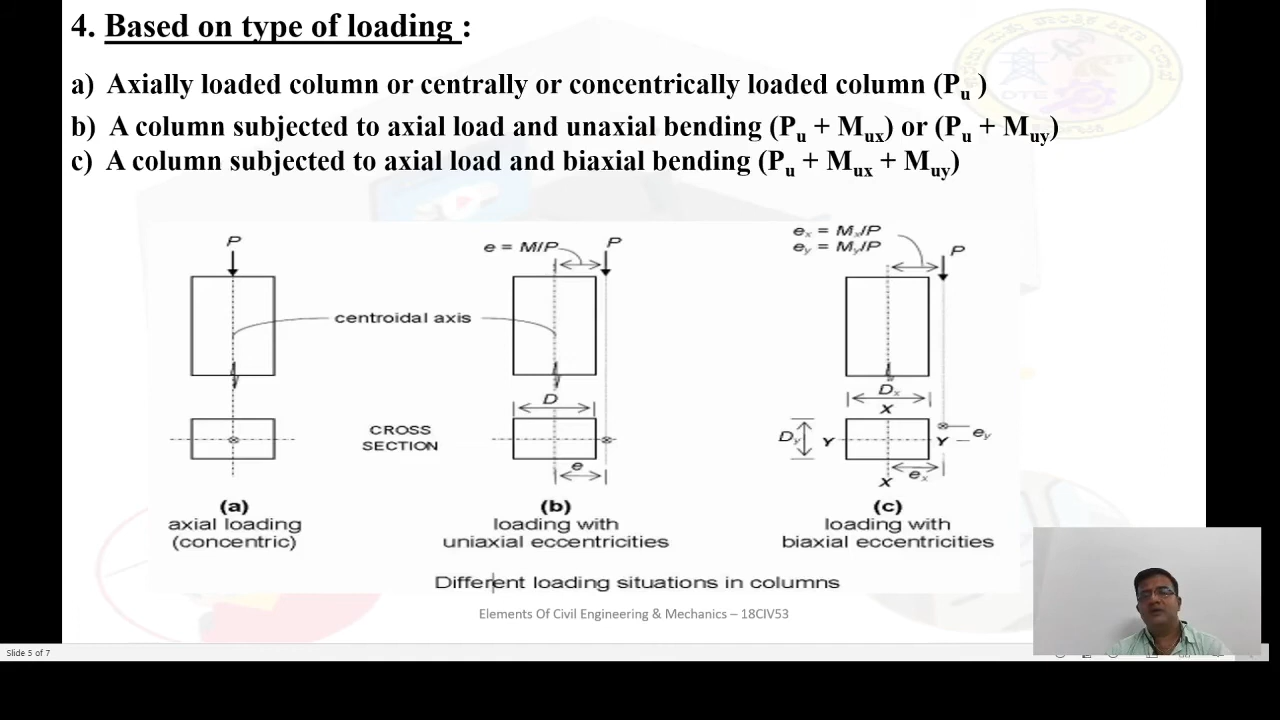 4. Based on type of loading :
a) Axially loaded column or centrally or concentrically loaded column (Pu )
b) A column subjected to axial load and unaxial bending (Pu + Mux) or (Pu + Muy)
c) A column subjected to axial load and biaxial bending (Pu + Mux + Muy)
P
e = M/P
P
ex = Mx/P
ey = My/P
P
centroidal axis
D
Dx
X
CROSS
SECTION
Dy
Y
Y
ey
e
ex
X
(a)
axial loading
(concentric)
(b)
loading with
uniaxial eccentricities
(c)
loading with
biaxial eccentricities
Different loading situations in columns
Elements Of Civil Engineering & Mechanics – 18CIV53
Slide 5 of 7
DTE